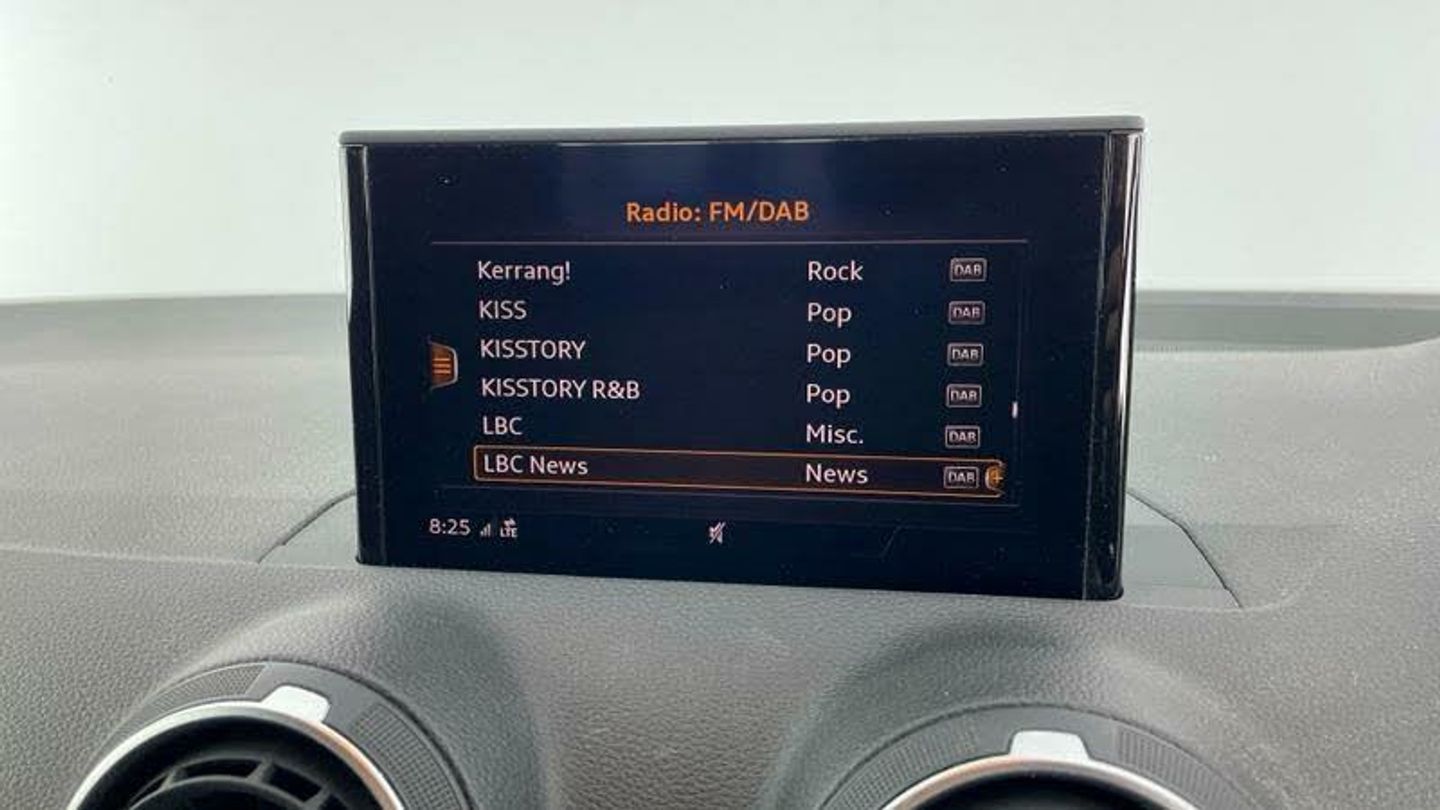 Radio: FM/DAB
Kerrang! Rock DAB
KISS Pop DAB
KISSTORY Pop DAB
KISSTORY R&B Pop DAB
LBC Misc. DAB
LBC News News DAB
8:25 LTE